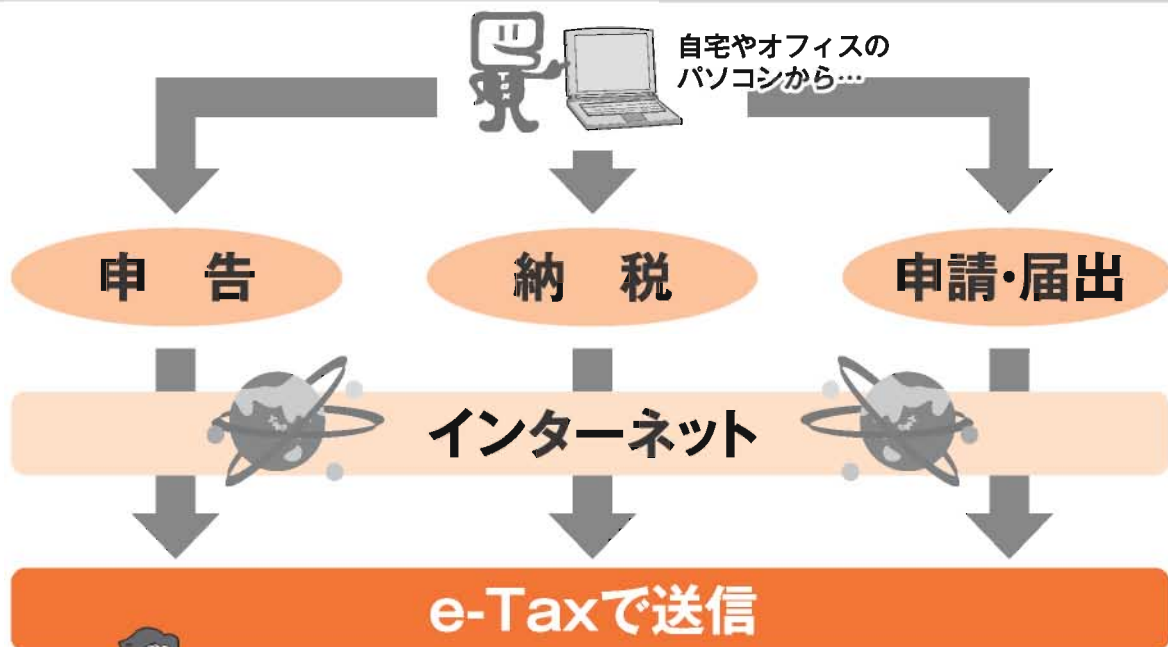 自宅やオフィスの
パソコンから…
申 告
納 税
申請・届出
インターネット
e-Taxで送信